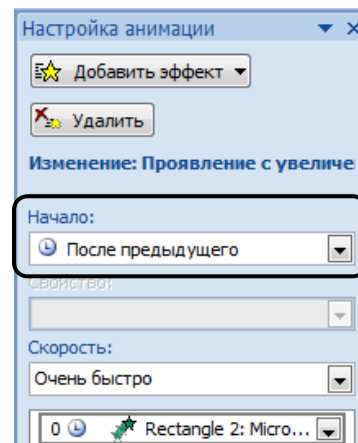 Настройка анимации
Добавить эффект
Удалить
Изменение: Проявление с увеличе
Начало:
После предыдущего
Свойство:
Скорость:
Очень быстро
0 Rectangle 2: Micro...